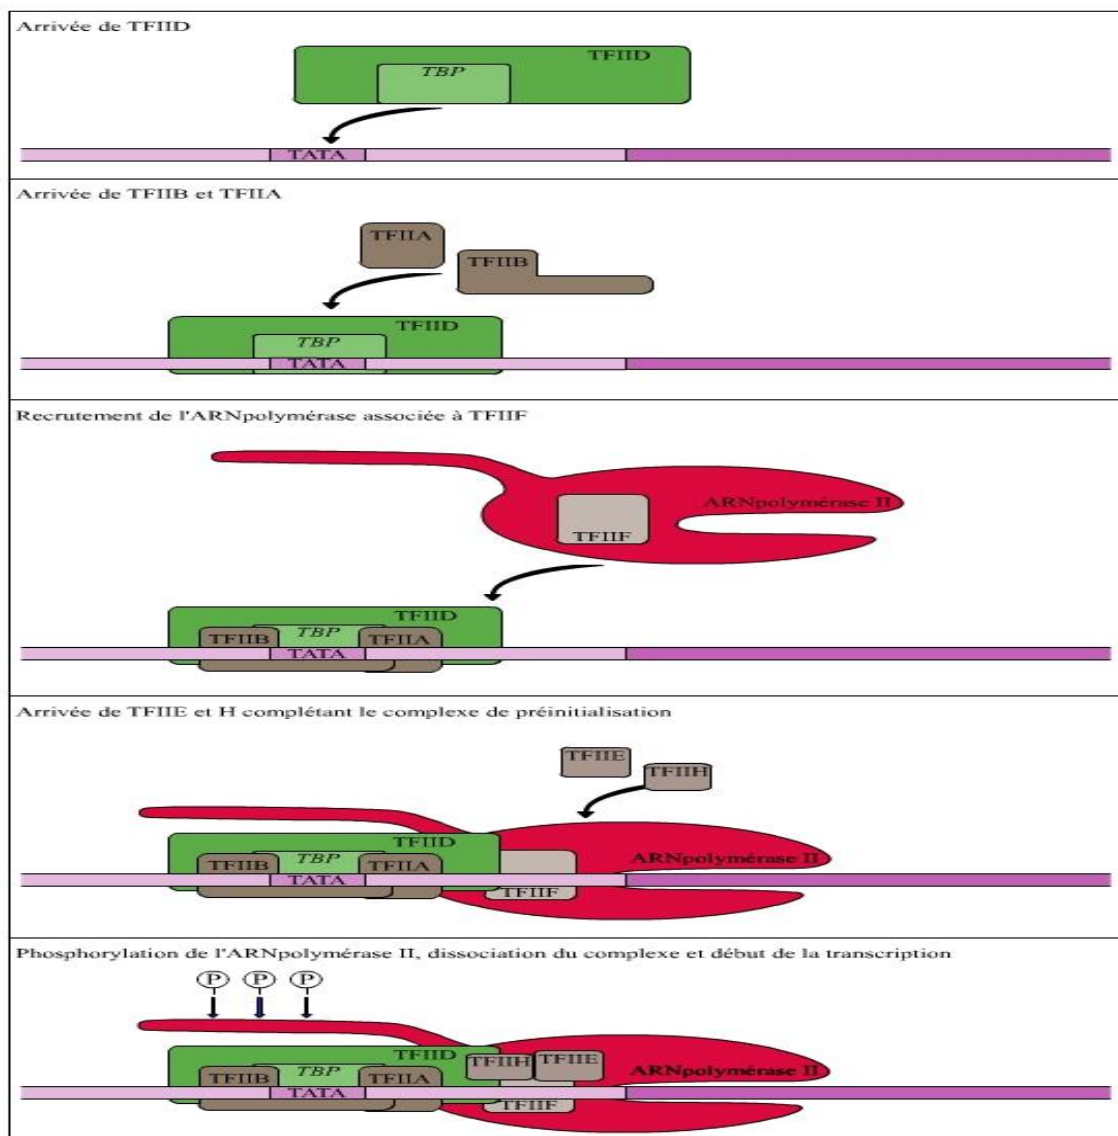 Arrivée de TFIID
TFIID
TBP
TATA
Arrivée de TFIIB et TFIIA
TFIIA
TFIIB
TFIID
TBP
TATA
Recrutement de l'ARNpolymérase associée à TFIIF
ARNpolymérase II
TFIIF
TFIID
TFIIB TBP TFIIA
TATA
Arrivée de TFIIE et H complétant le complexe de préinitialisation
TFIIE
TFIIH
TFIID
TFIIB TBP TFIIA ARNpolymérase II
TATA
TFIIF
Phosphorylation de l'ARNpolymérase II, dissociation du complexe et début de la transcription
P P P
TFIID TFIIH TFIIE
TFIIB TBP TFIIA ARNpolymérase II
TATA
TFIIF